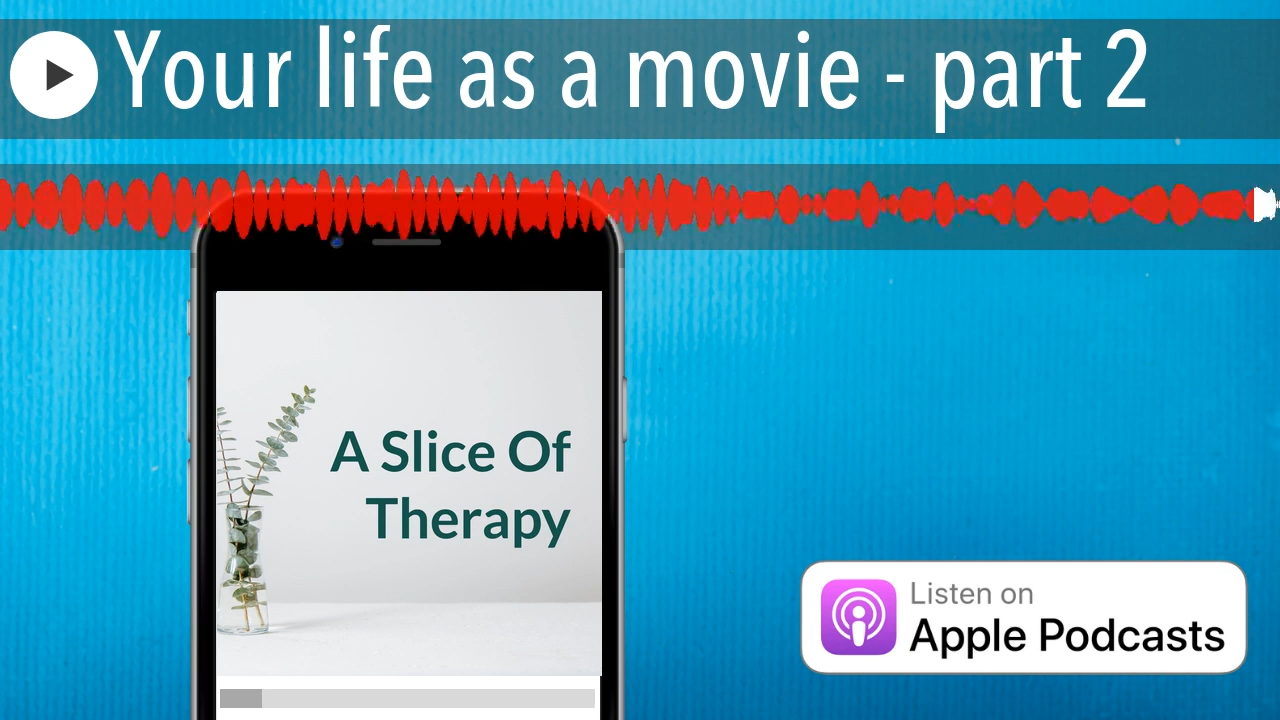 Your life as a movie - part 2
A Slice Of
Therapy
Listen on
Apple Podcasts